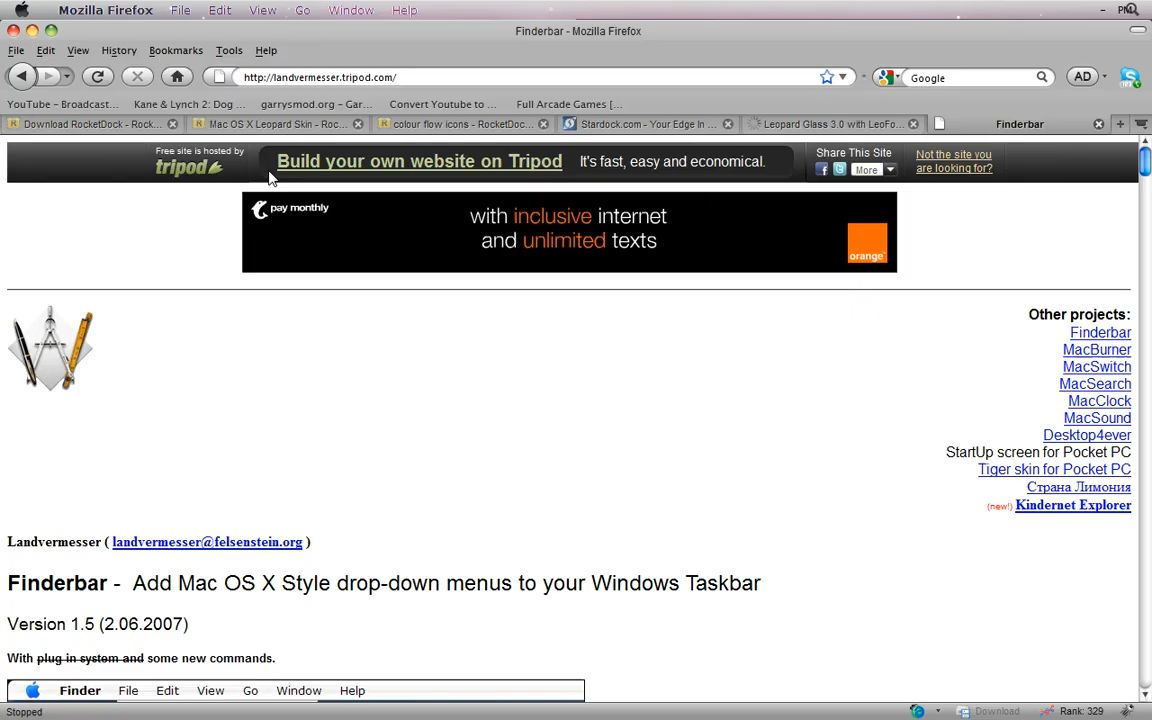 Mozilla Firefox File Edit View Go Window Help
Finderbar - Mozilla Firefox
File Edit View History Bookmarks Tools Help
http://landvermesser.tripod.com/ Google AD
YouTube - Broadcast... Kane & Lynch 2: Dog ... garrysmod.org - Gar... Convert Youtube to ... Full Arcade Games [...
Download RocketDock - Rock... Mac OS X Leopard Skin - Roc... colour flow icons - RocketDoc... Stardock.com - Your Edge In ... Leopard Glass 3.0 with LeoFo... Finderbar
Free site is hosted by
tripod
Build your own website on Tripod It's fast, easy and economical.
Share This Site
More
Not the site you
are looking for?
pay monthly
with inclusive internet
and unlimited texts
orange
Other projects:
Finderbar
MacBurner
MacSwitch
MacSearch
MacClock
MacSound
Desktop4ever
StartUp screen for Pocket PC
Tiger skin for Pocket PC
Страна Лимония
(new!) Kindernet Explorer
Landvermesser ( landvermesser@felsenstein.org )
Finderbar - Add Mac OS X Style drop-down menus to your Windows Taskbar
Version 1.5 (2.06.2007)
With plug in system and some new commands.
Finder File Edit View Go Window Help
Stopped Download Rank: 329